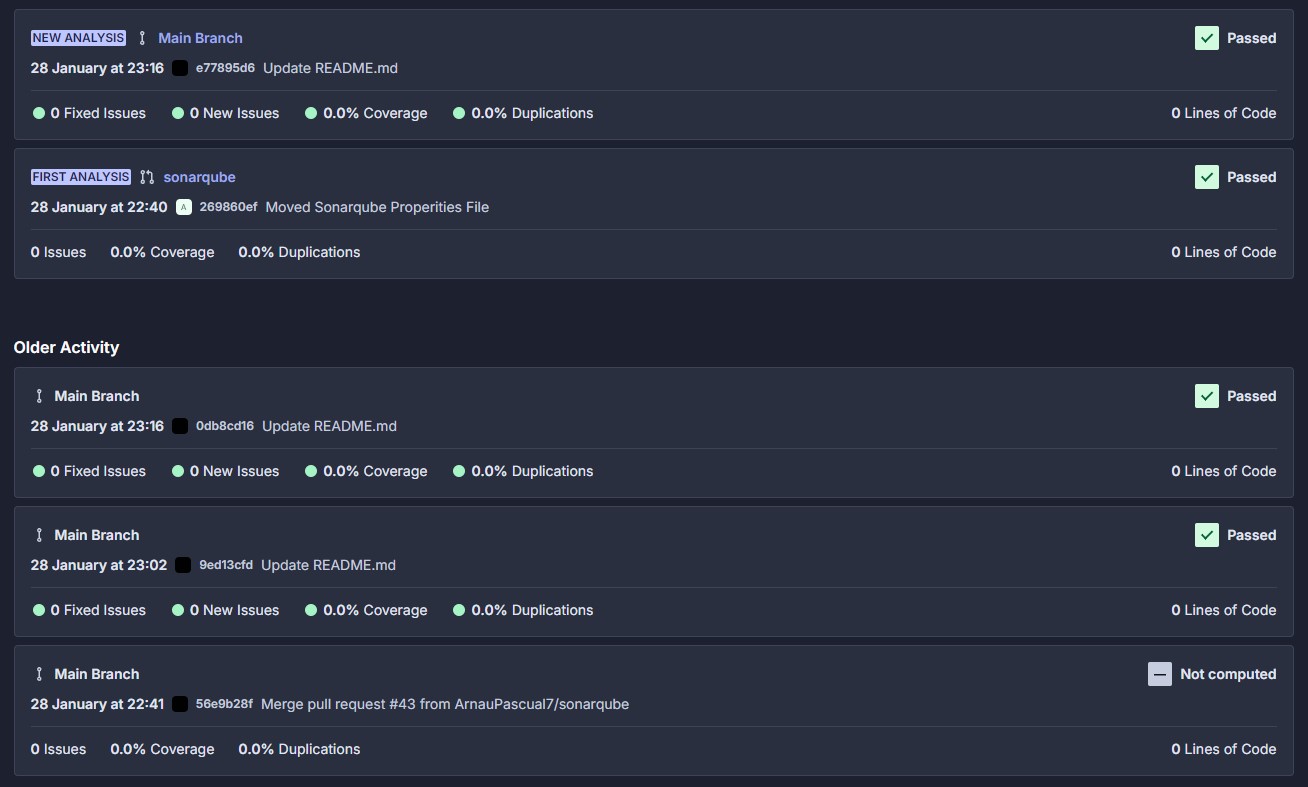 NEW ANALYSIS Main Branch Passed
28 January at 23:16 e77895d6 Update README.md
0 Fixed Issues 0 New Issues 0.0% Coverage 0.0% Duplications 0 Lines of Code
FIRST ANALYSIS sonarqube Passed
28 January at 22:40 A 269860ef Moved Sonarqube Properities File
0 Issues 0.0% Coverage 0.0% Duplications 0 Lines of Code
Older Activity
Main Branch Passed
28 January at 23:16 0db8cd16 Update README.md
0 Fixed Issues 0 New Issues 0.0% Coverage 0.0% Duplications 0 Lines of Code
Main Branch Passed
28 January at 23:02 9ed13cfd Update README.md
0 Fixed Issues 0 New Issues 0.0% Coverage 0.0% Duplications 0 Lines of Code
Main Branch Not computed
28 January at 22:41 56e9b28f Merge pull request #43 from ArnauPascual7/sonarqube
0 Issues 0.0% Coverage 0.0% Duplications 0 Lines of Code